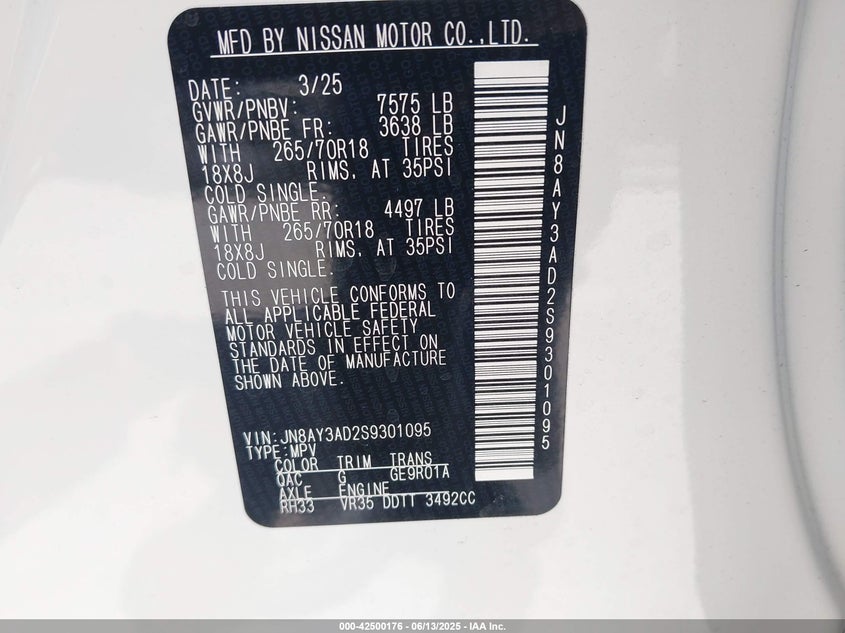 MFD BY NISSAN MOTOR CO.,LTD.
DATE: 3/25
GVWR/PNBV: 7575 LB
GAWR/PNBE FR: 3638 LB
WITH 265/70R18 TIRES
18X8J RIMS, AT 35PSI
COLD SINGLE.
GAWR/PNBE RR: 4497 LB
WITH 265/70R18 TIRES
18X8J RIMS, AT 35PSI
COLD SINGLE.
THIS VEHICLE CONFORMS TO
ALL APPLICABLE FEDERAL
MOTOR VEHICLE SAFETY
STANDARDS IN EFFECT ON
THE DATE OF MANUFACTURE
SHOWN ABOVE.
VIN:JN8AY3AD2S9301095
TYPE:MPV
COLOR TRIM TRANS
QAC G GE9R01A
AXLE ENGINE
RH33 VR35 DDTT 3492CC
JN8AY3AD2S9301095
000-42500176 - 06/13/2025 - IAA Inc.